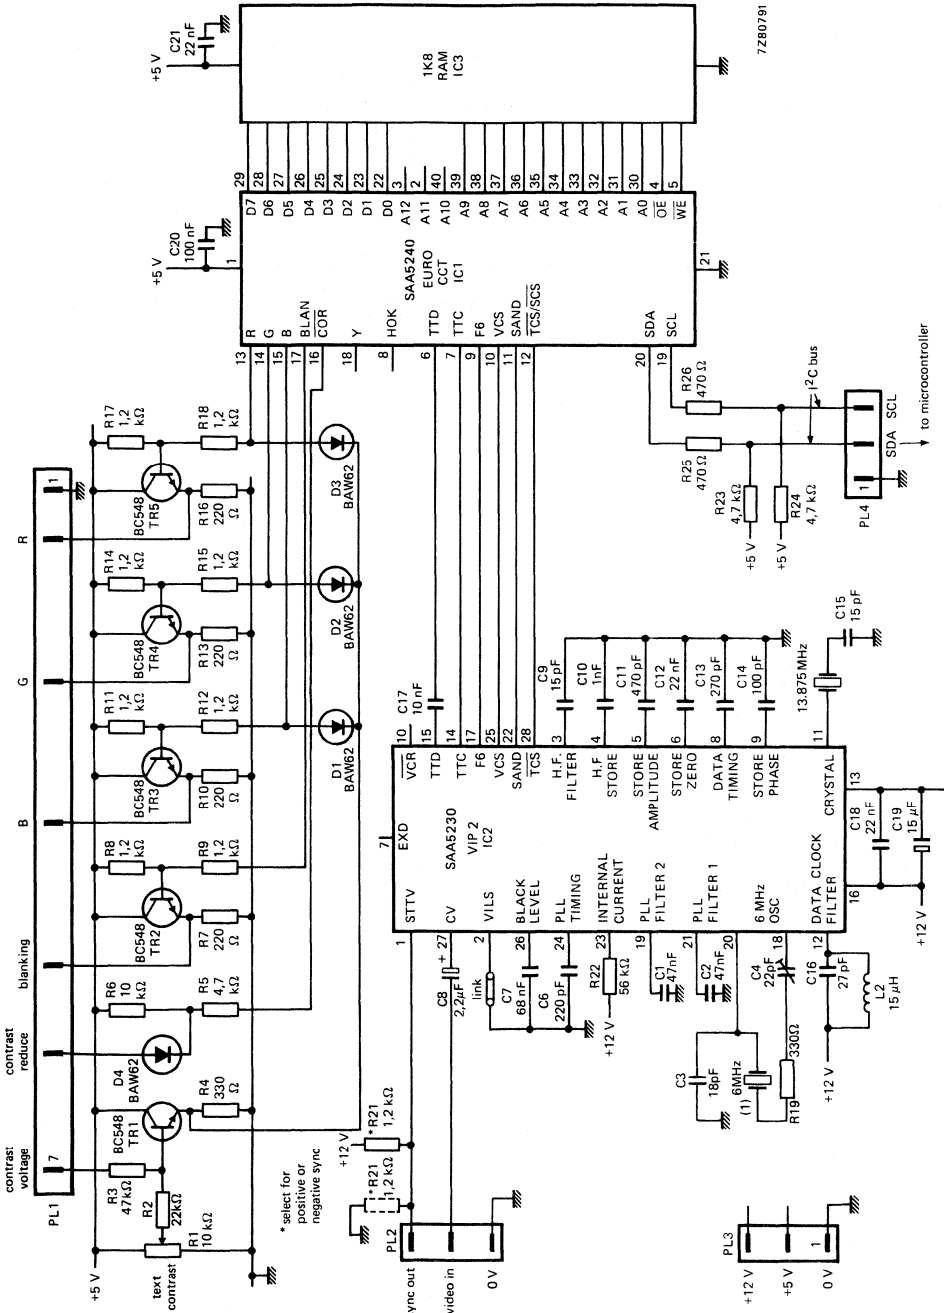 +5 V
C21
22 nF
1K8
RAM
IC3
7Z80791
29
28
27
26
25
24
23
22
3
2
40
39
38
37
36
35
34
33
32
31
30
4
5
D7
D6
D5
D4
D3
D2
D1
D0
A12
A11
A10
A9
A8
A7
A6
A5
A4
A3
A2
A1
A0
OE
WE
+5 V
C20
100 nF
1
SAA5240
EURO
CCT
IC1
21
R
G
B
BLAN
COR
Y
HOK
TTD
TTC
F6
VCS
SAND
TCS/SCS
SDA
SCL
13
14
15
17
16
18
8
6
7
9
10
11
12
20
19
R26
470 Ω
R25
470 Ω
I²C bus
R23
4,7 kΩ
R24
4,7 kΩ
+5 V
+5 V
PL4
1
SDA
SCL
to microcontroller
PL1
7
1
contrast
voltage
contrast
reduce
blanking
B
G
R
+5 V
text
contrast
R1
10 kΩ
R2
22kΩ
R3
47kΩ
BC548
TR1
R4
330
Ω
D4
BAW62
R6
10
kΩ
R5
4,7
kΩ
BC548
TR2
R7
220
Ω
R8
1,2
kΩ
R9
1,2
kΩ
BC548
TR3
R10
220
Ω
R11
1,2
kΩ
R12
1,2
kΩ
BC548
TR4
R13
220
Ω
R14
1,2
kΩ
R15
1,2
kΩ
BC548
TR5
R16
220
Ω
R17
1,2
kΩ
R18
1,2
kΩ
D1
BAW62
D2
BAW62
D3
BAW62
* select for
positive or
negative sync
*R21
1,2 kΩ
+12 V
*R21
1,2 kΩ
PL2
ync out
video in
0 V
C17
10 nF
10
15
14
17
25
22
28
3
4
5
6
8
9
11
VCR
TTD
TTC
F6
VCS
SAND
TCS
H.F.
FILTER
H.F
STORE
STORE
AMPLITUDE
STORE
ZERO
DATA
TIMING
STORE
PHASE
CRYSTAL
7
EXD
SAA5230
VIP 2
IC2
STTV
CV
VILS
BLACK
LEVEL
PLL
TIMING
INTERNAL
CURRENT
PLL
FILTER 2
PLL
FILTER 1
6 MHz
OSC
DATA CLOCK
FILTER
1
27
2
26
24
23
19
21
20
18
12
13
16
C9
15 pF
C10
1nF
C11
470 pF
C12
22 nF
C13
270 pF
C14
100 pF
13.875MHz
C15
15 pF
C8
+
2,2µF
link
C7
68 nF
C6
220 pF
R22
56 kΩ
+12 V
C1
47nF
C2
47nF
C3
18pF
6MHz
(1)
C4
22pF
330Ω
R19
C16
27pF
L2
15 µH
+12 V
C18
22 nF
C19
15 µF
+12 V
PL3
+12 V
+5 V
0 V
1